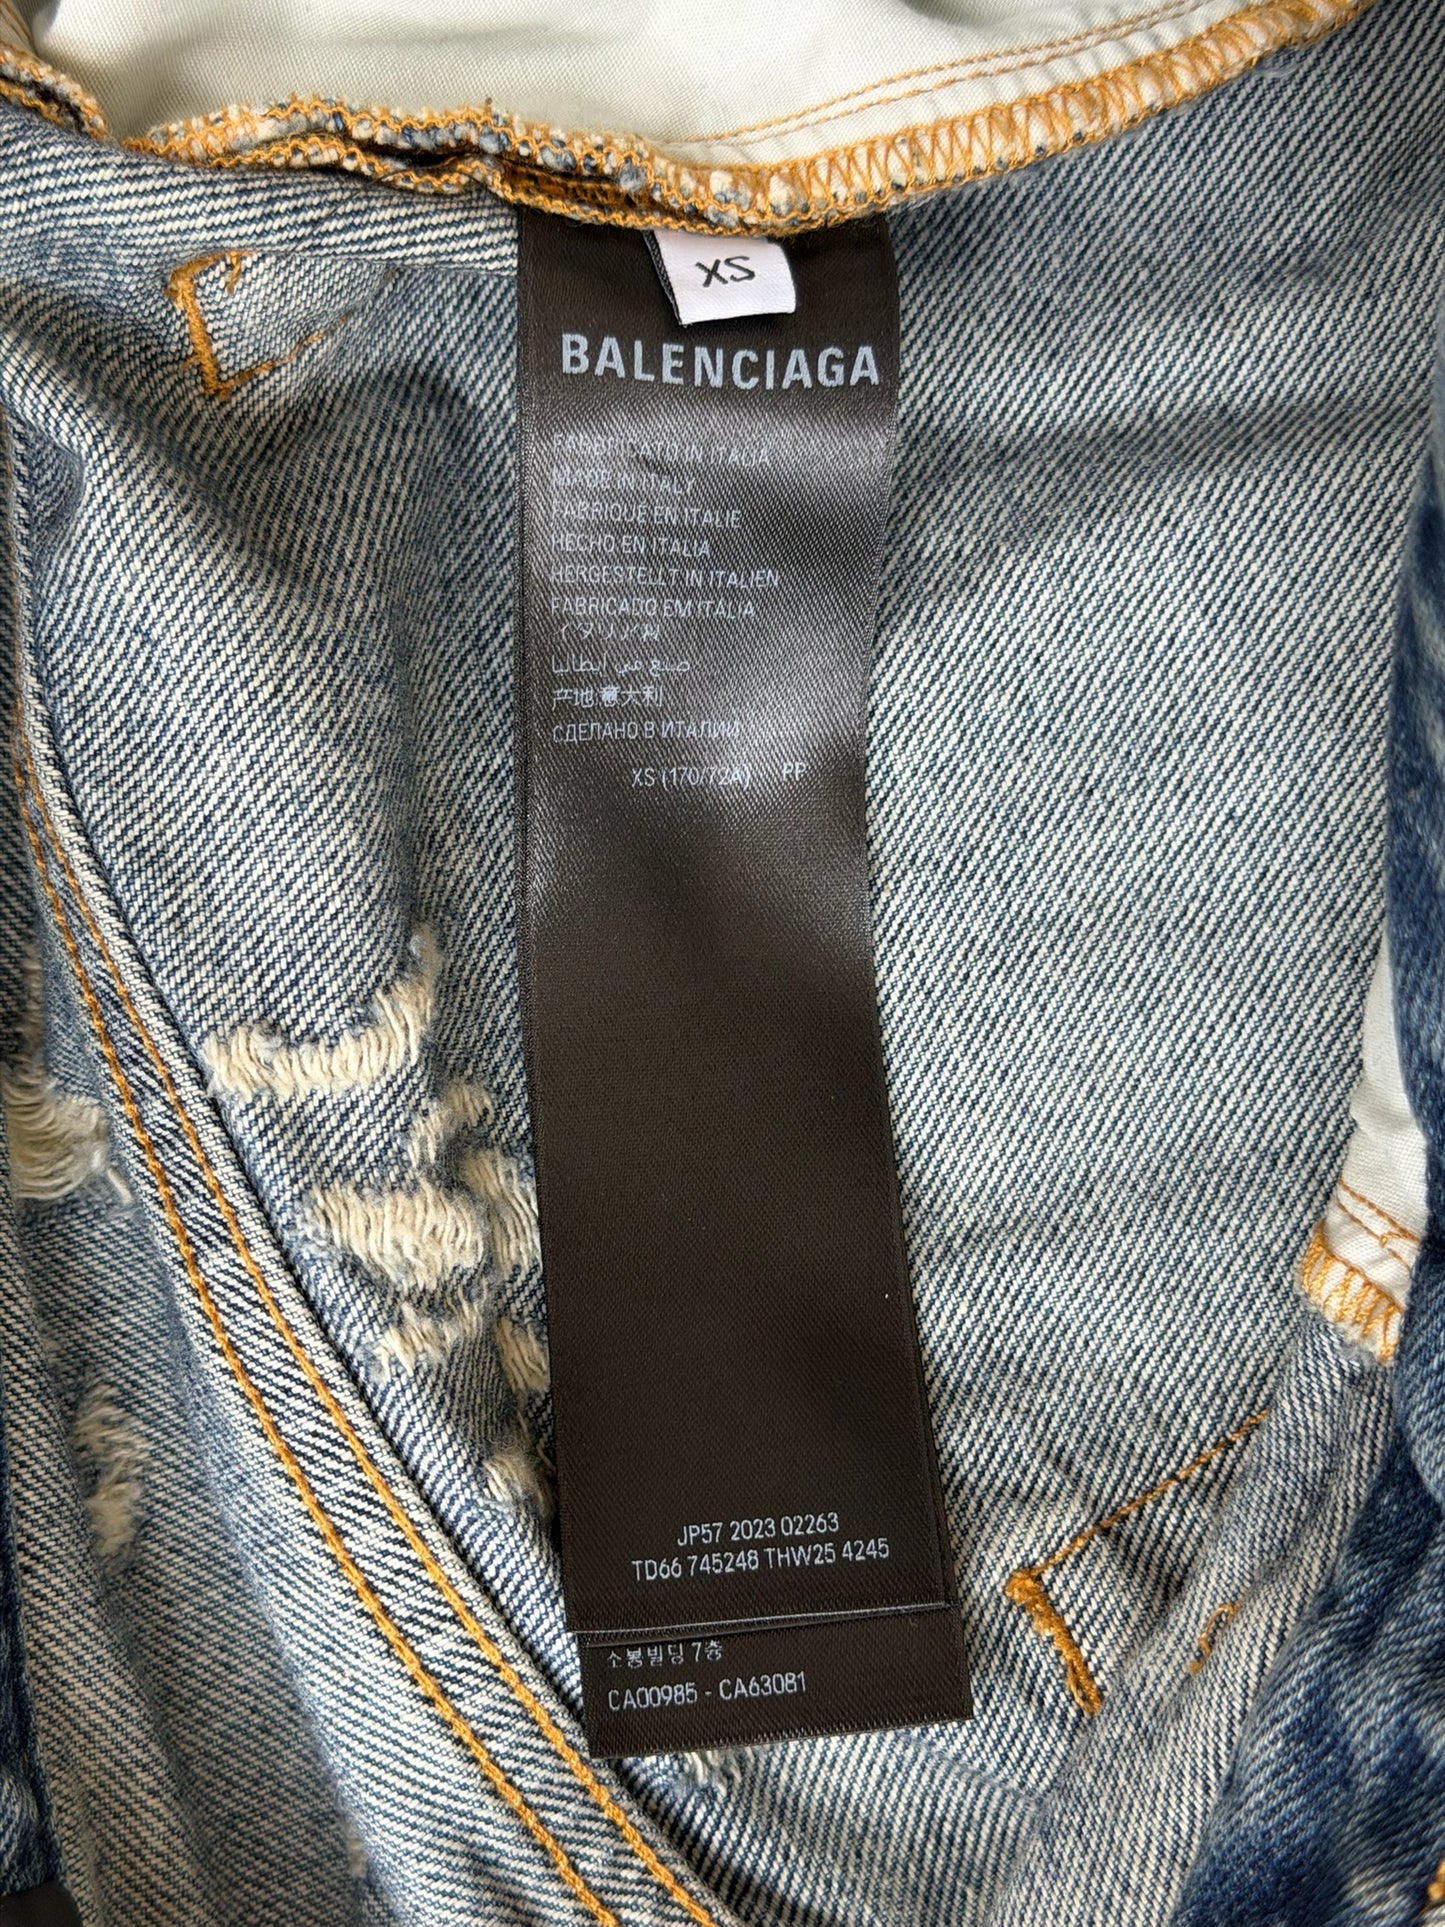 XS
BALENCIAGA
FABBRICATO IN ITALIA
MADE IN ITALY
FABRIQUE EN ITALIE
HECHO EN ITALIA
HERGESTELLT IN ITALIEN
FABRICADO EM ITALIA
イタリア製
صنع في إيطاليا
产地:意大利
СДЕЛАНО В ИТАЛИИ
XS (170/72A) PP
JP57 2023 02263
TD66 745248 THW25 4245
소봉빌딩 7층
CA00985 - CA63081